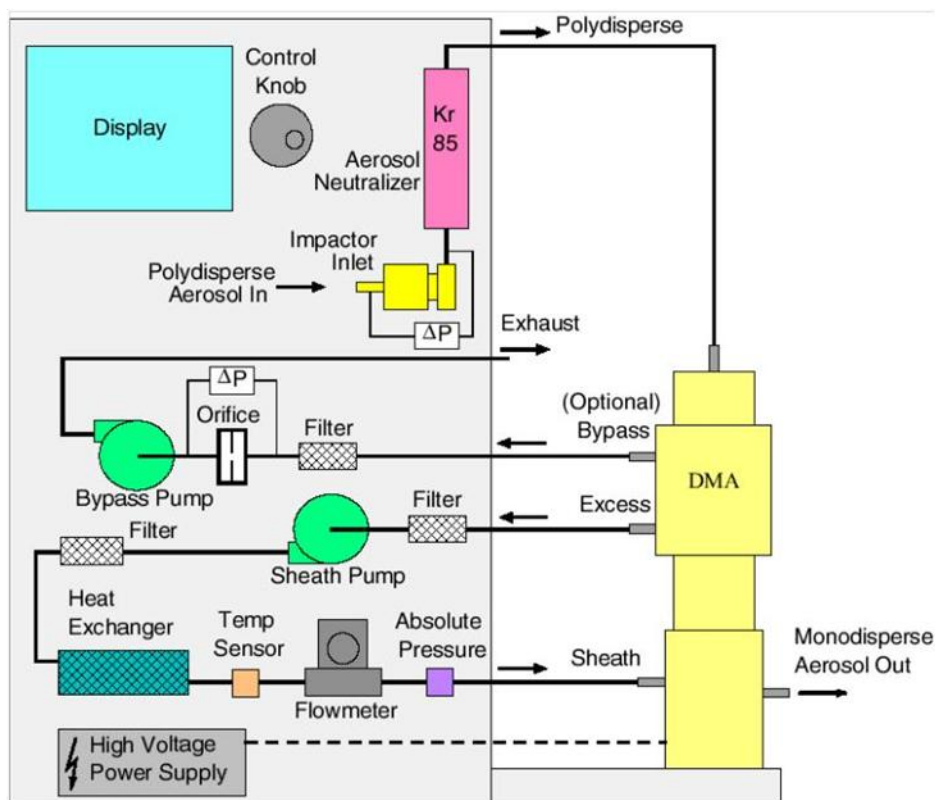 Polydisperse
Control
Knob
Display
Kr
85
Aerosol
Neutralizer
Impactor
Inlet
Polydisperse
Aerosol In
ΔP
Exhaust
ΔP
(Optional)
Bypass
Orifice
Filter
DMA
Bypass Pump
Filter
Excess
Filter
Sheath Pump
Heat
Exchanger
Temp
Sensor
Absolute
Pressure
Sheath
Monodisperse
Aerosol Out
Flowmeter
High Voltage
Power Supply